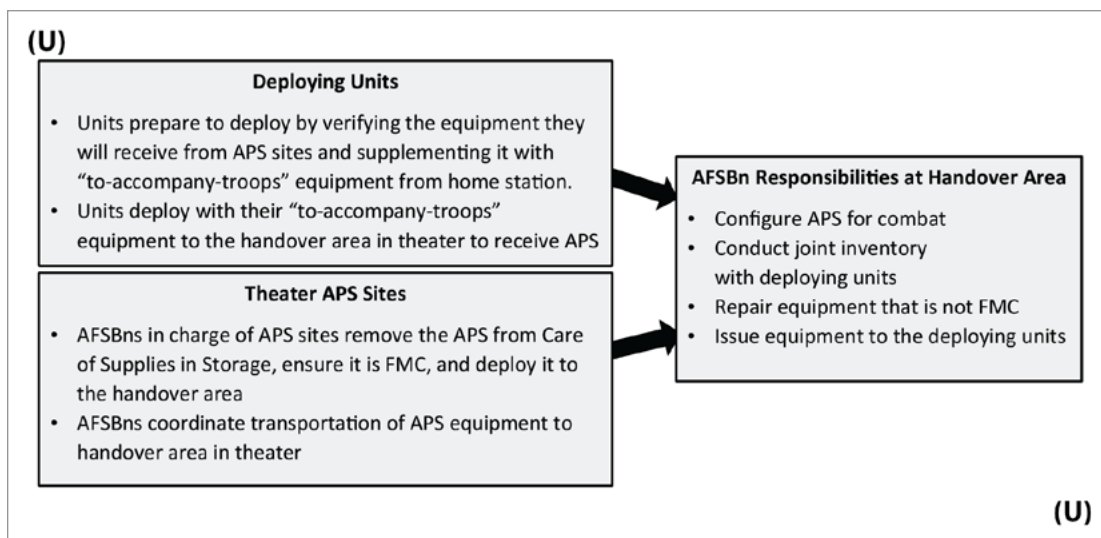 (U)
Deploying Units
• Units prepare to deploy by verifying the equipment they
will receive from APS sites and supplementing it with
“to-accompany-troops” equipment from home station.
• Units deploy with their “to-accompany-troops”
equipment to the handover area in theater to receive APS
Theater APS Sites
• AFSBns in charge of APS sites remove the APS from Care
of Supplies in Storage, ensure it is FMC, and deploy it to
the handover area
• AFSBns coordinate transportation of APS equipment to
handover area in theater
AFSBn Responsibilities at Handover Area
• Configure APS for combat
• Conduct joint inventory
with deploying units
• Repair equipment that is not FMC
• Issue equipment to the deploying units
(U)